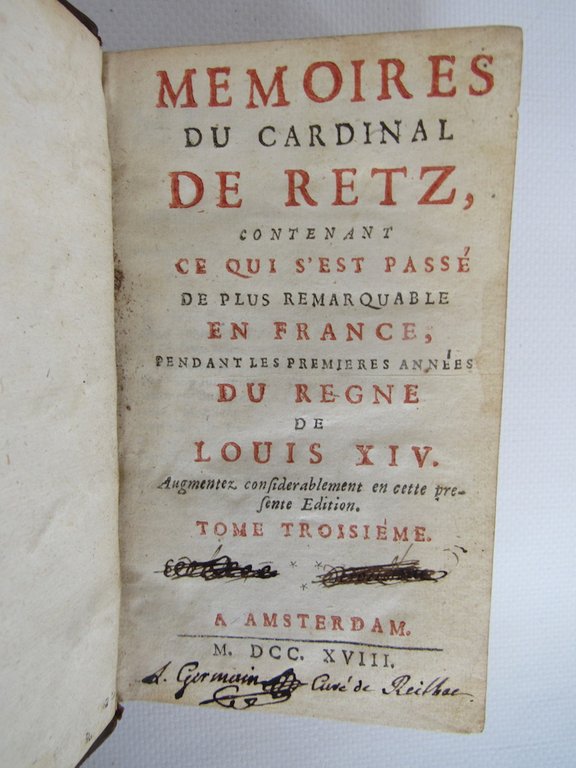 MEMOIRES
DU CARDINAL
DE RETZ,
CONTENANT
CE QUI S'EST PASSÉ
DE PLUS REMARQUABLE
EN FRANCE,
PENDANT LES PREMIERES ANNÉES
DU REGNE
DE
LOUIS XIV.
Augmentez considerablement en cette pre-
sente Edition.
TOME TROISIÉME.
A AMSTERDAM.
M. DCC. XVIII.
Germain Curé de Reilhac